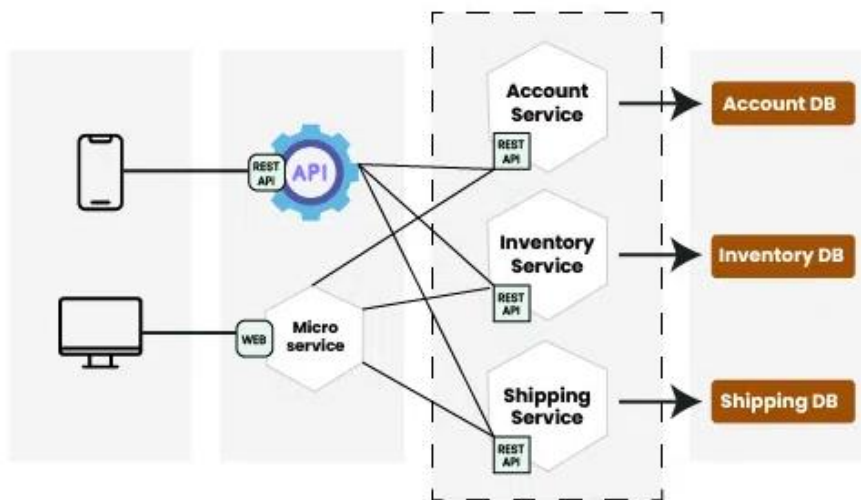 Account
Service
REST
API
Account DB
REST
API
API
Inventory
Service
REST
API
Inventory DB
WEB
Micro
service
Shipping
Service
REST
API
Shipping DB